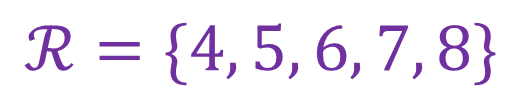 ℛ = {4, 5, 6, 7, 8}